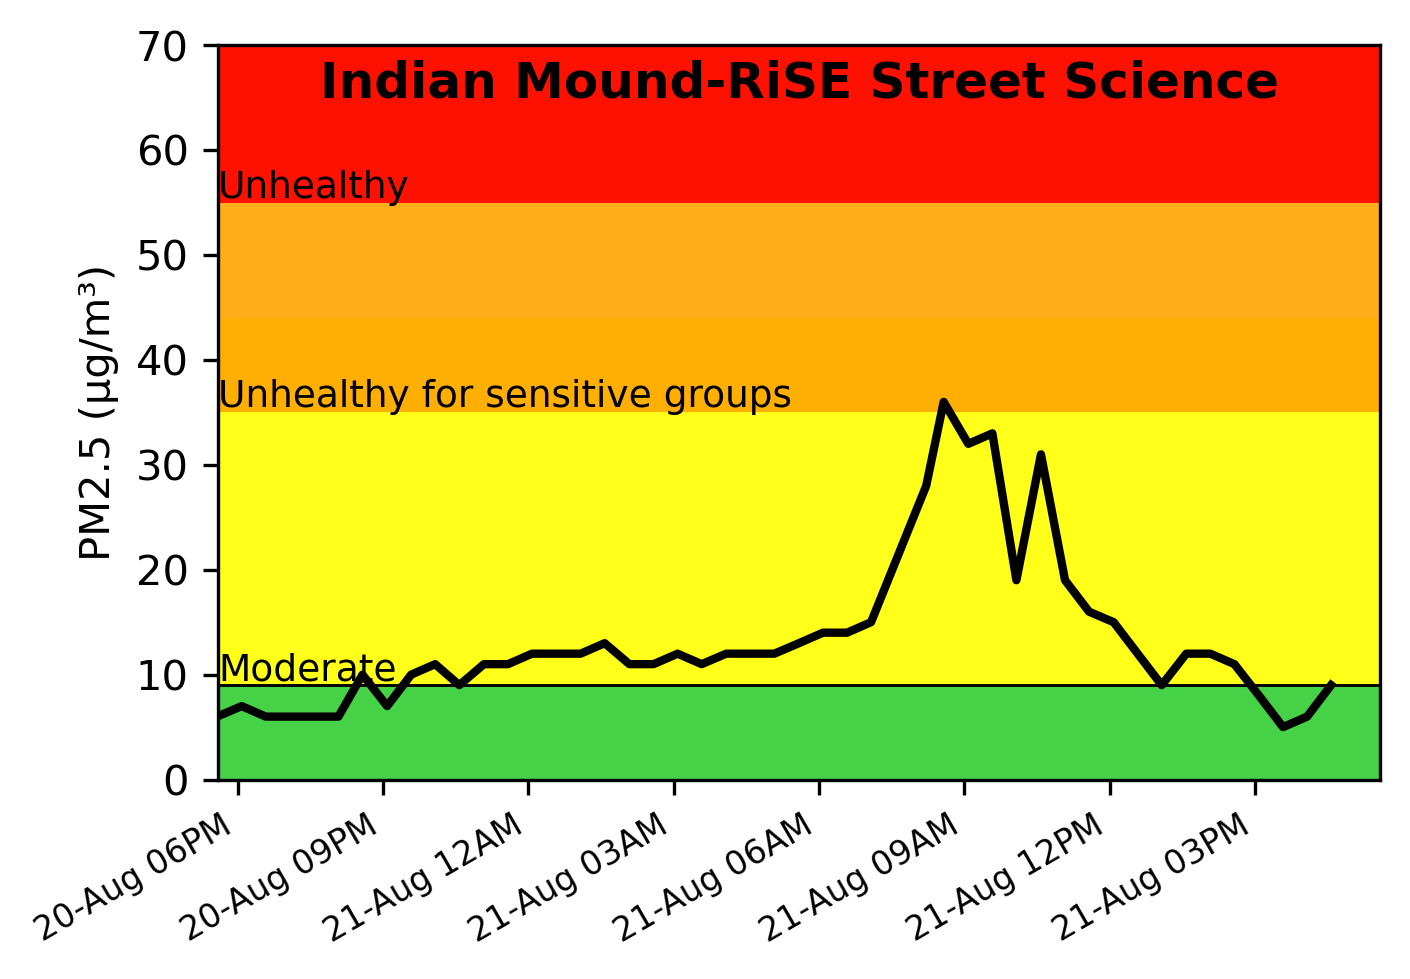 Indian Mound-RiSE Street Science
70
60
50
40
30
20
10
0
PM2.5 (µg/m³)
Unhealthy
Unhealthy for sensitive groups
Moderate
20-Aug 06PM
20-Aug 09PM
21-Aug 12AM
21-Aug 03AM
21-Aug 06AM
21-Aug 09AM
21-Aug 12PM
21-Aug 03PM